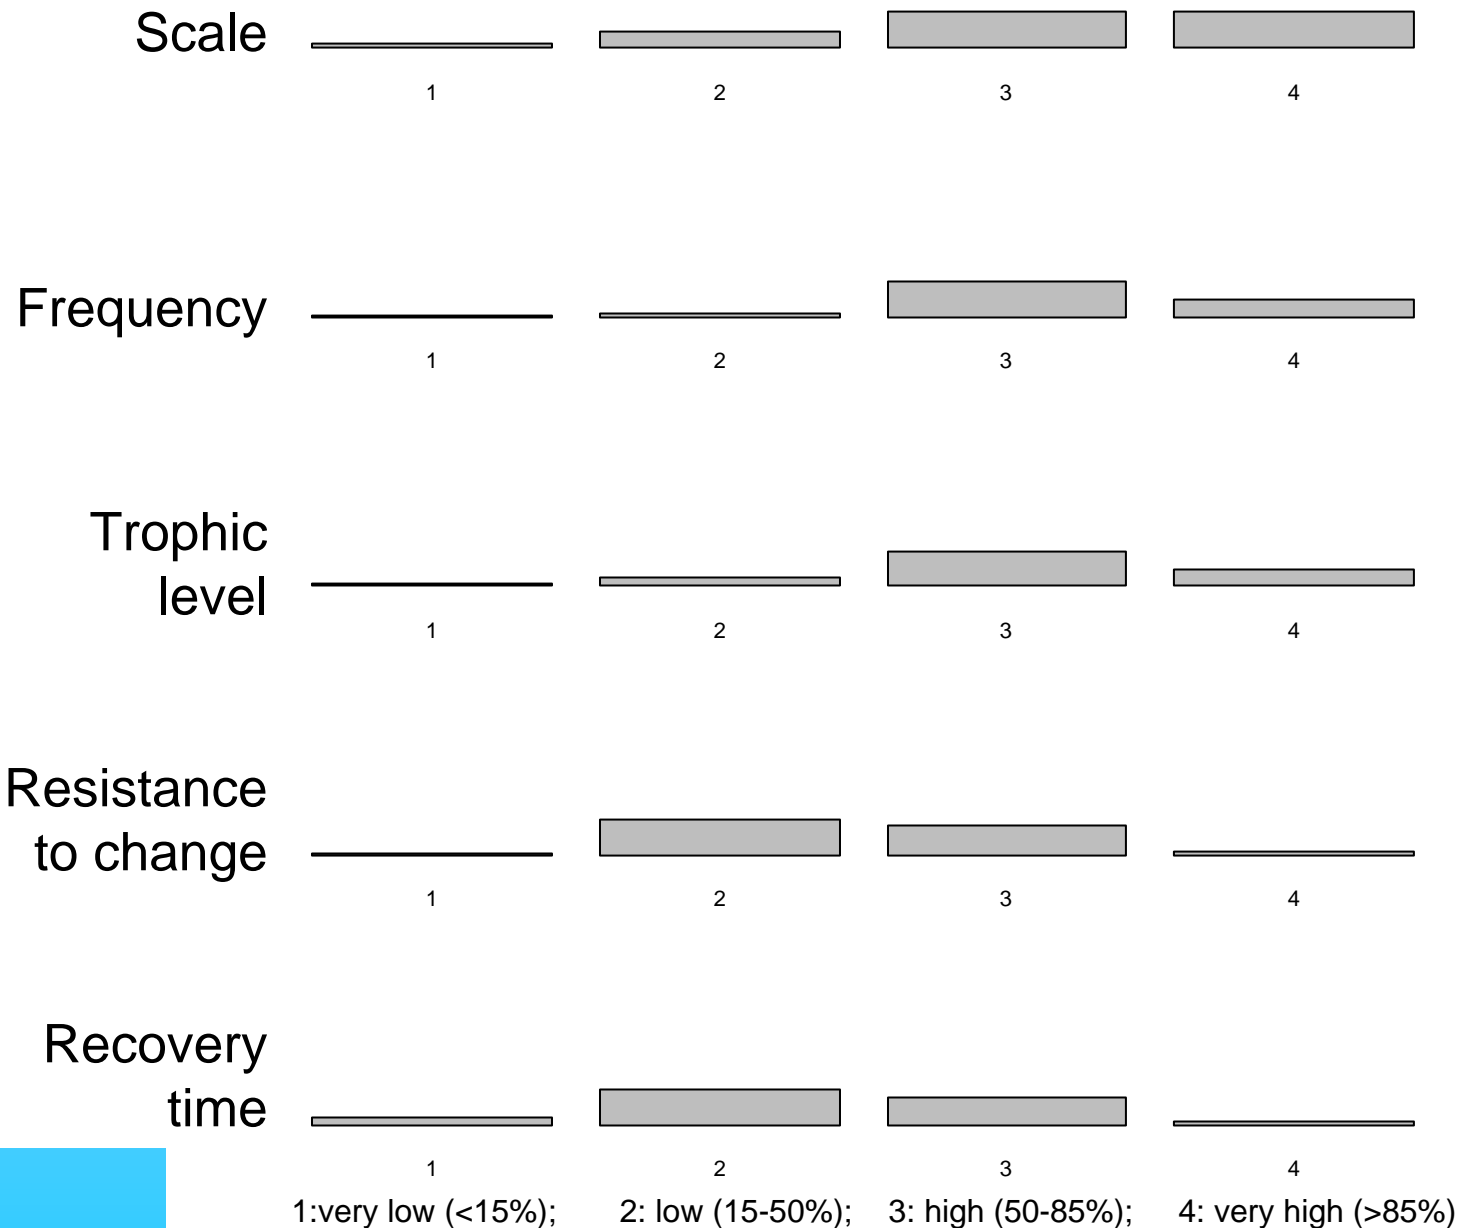 Scale
1 2 3 4
Frequency
1 2 3 4
Trophic
level
1 2 3 4
Resistance
to change
1 2 3 4
Recovery
time
1 2 3 4
1:very low (<15%); 2: low (15-50%); 3: high (50-85%); 4: very high (>85%)